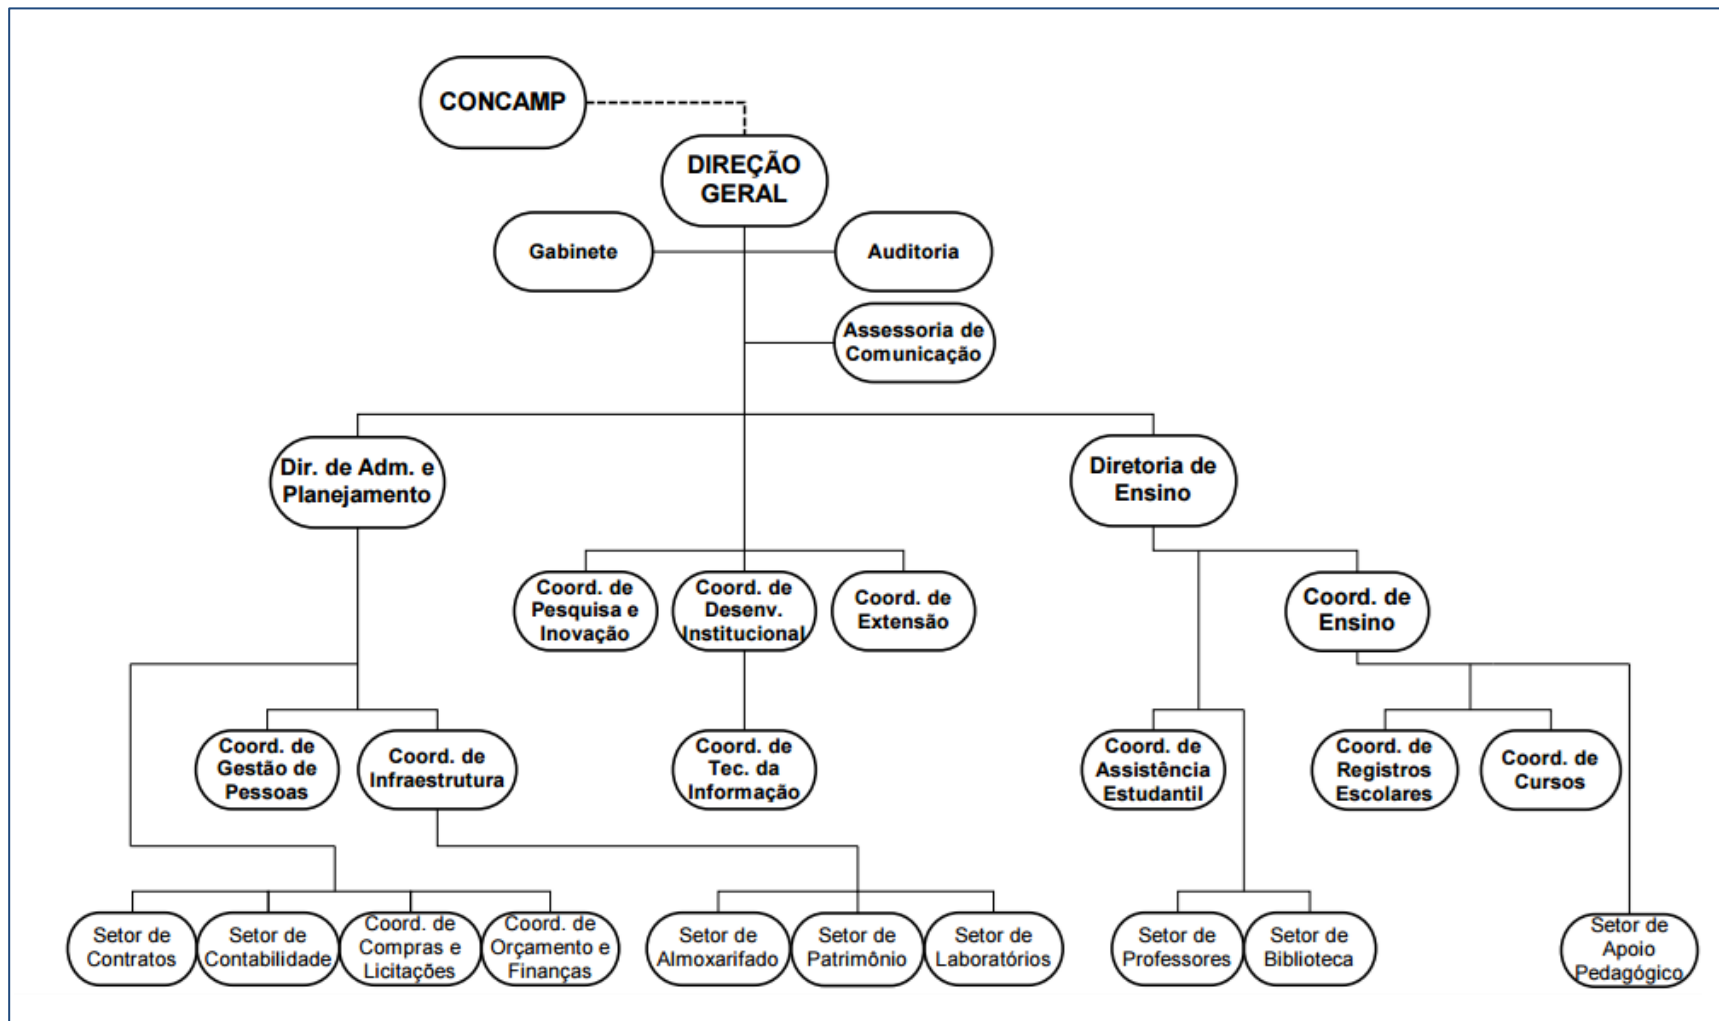 CONCAMP
DIREÇÃO
GERAL
Gabinete
Auditoria
Assessoria de
Comunicação
Dir. de Adm. e
Planejamento
Diretoria de
Ensino
Coord. de
Pesquisa e
Inovação
Coord. de
Desenv.
Institucional
Coord. de
Extensão
Coord. de
Ensino
Coord. de
Gestão de
Pessoas
Coord. de
Infraestrutura
Coord. de
Tec. da
Informação
Coord. de
Assistência
Estudantil
Coord. de
Registros
Escolares
Coord. de
Cursos
Setor de
Contratos
Setor de
Contabilidade
Coord. de
Compras e
Licitações
Coord. de
Orçamento e
Finanças
Setor de
Almoxarifado
Setor de
Patrimônio
Setor de
Laboratórios
Setor de
Professores
Setor de
Biblioteca
Setor de
Apoio
Pedagógico